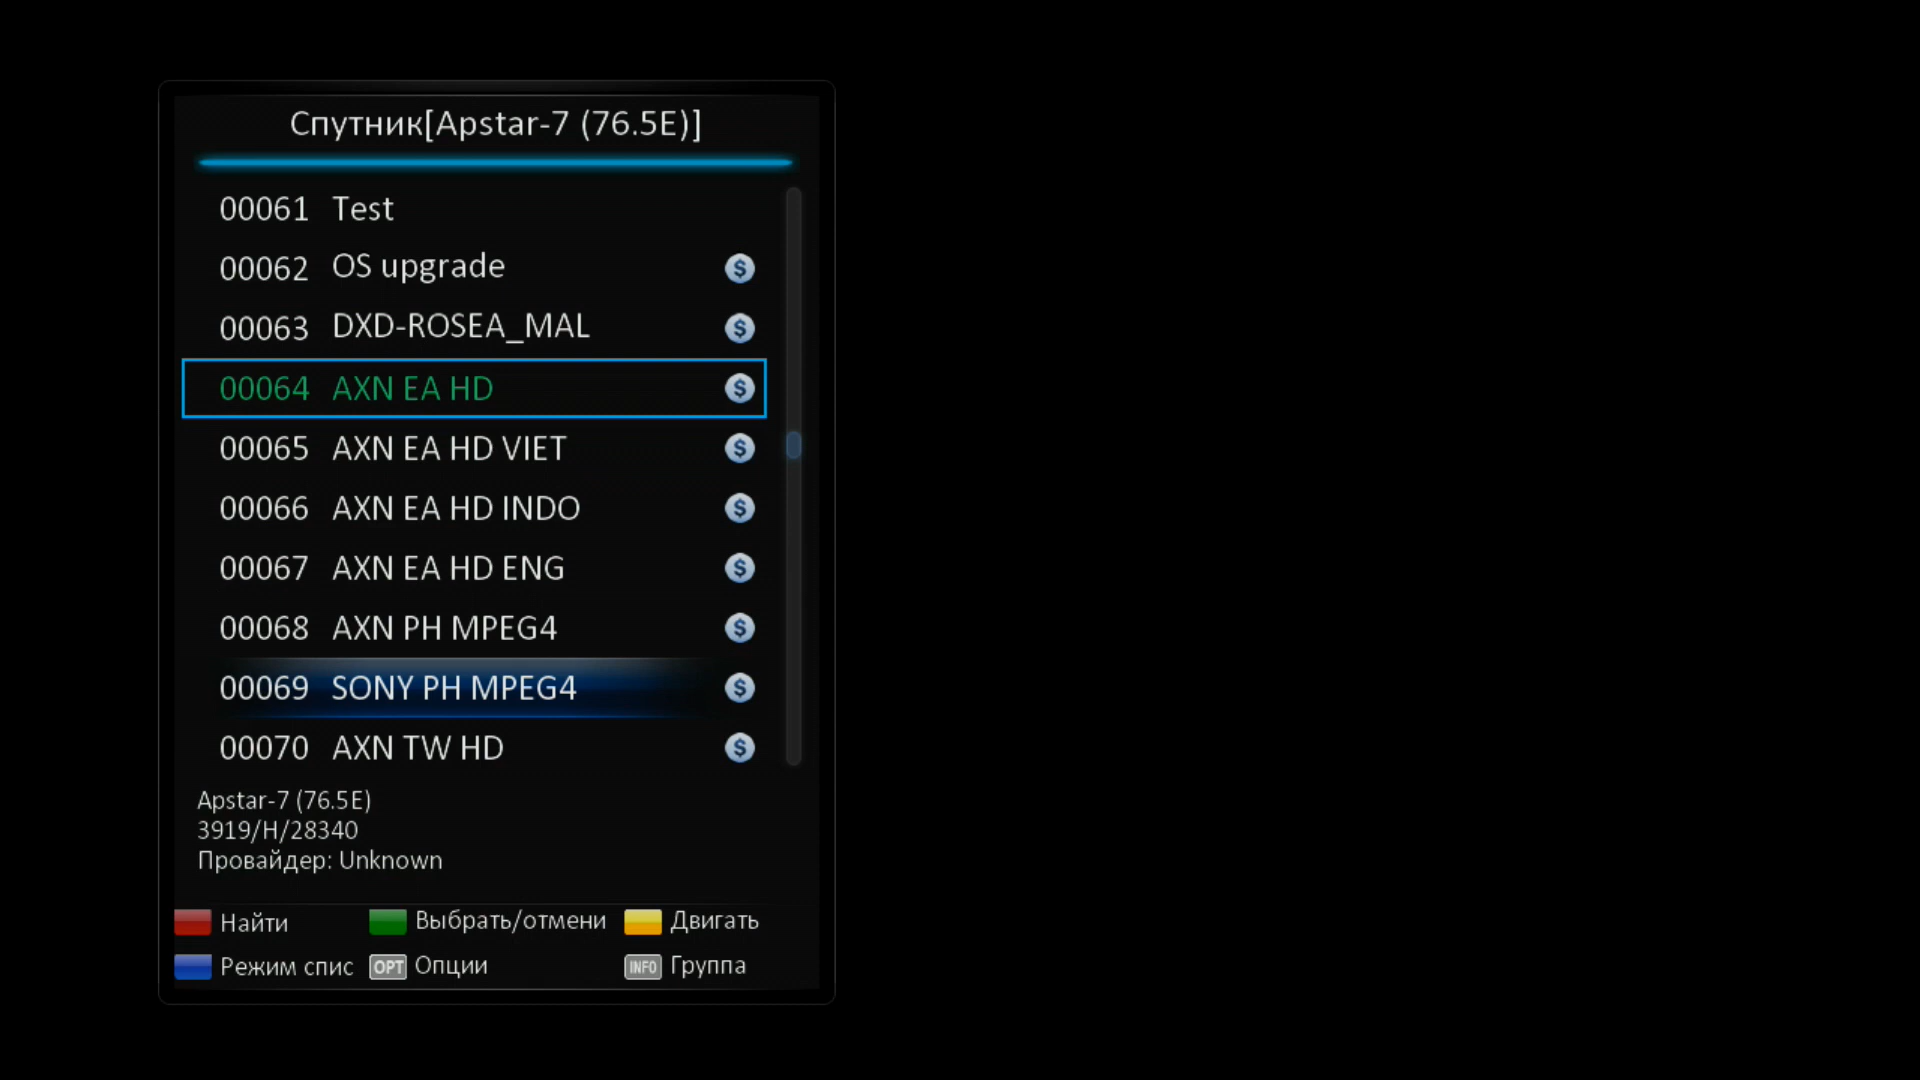 Спутник[Apstar-7 (76.5E)]
00061 Test
00062 OS upgrade $
00063 DXD-ROSEA_MAL $
00064 AXN EA HD $
00065 AXN EA HD VIET $
00066 AXN EA HD INDO $
00067 AXN EA HD ENG $
00068 AXN PH MPEG4 $
00069 SONY PH MPEG4 $
00070 AXN TW HD $
Apstar-7 (76.5E)
3919/H/28340
Провайдер: Unknown
Найти Выбрать/отмени Двигать
Режим спис OPT Опции INFO Группа